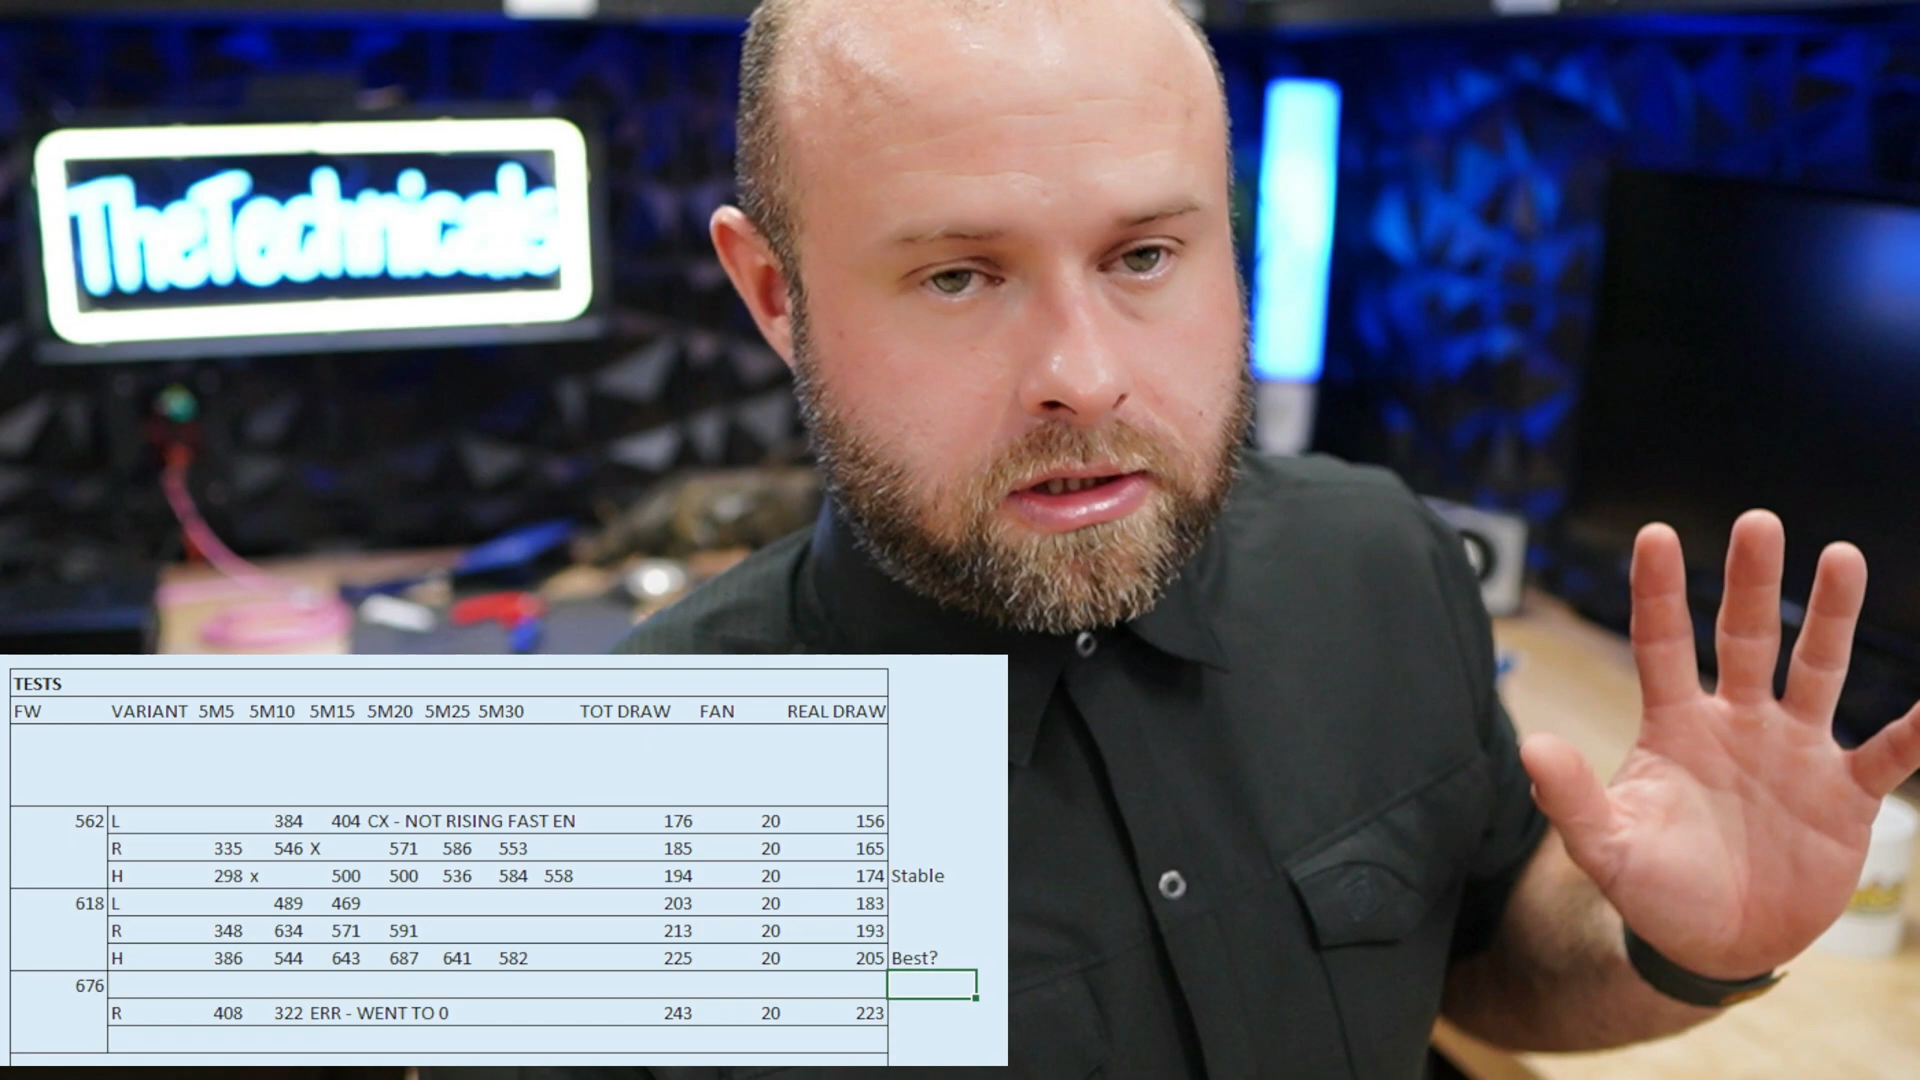 TheTechnicals
TESTS
FW VARIANT 5M5 5M10 5M15 5M20 5M25 5M30 TOT DRAW FAN REAL DRAW
562 L 384 404 CX - NOT RISING FAST EN 176 20 156
R 335 546 X 571 586 553 185 20 165
H 298 x 500 500 536 584 558 194 20 174 Stable
618 L 489 469 203 20 183
R 348 634 571 591 213 20 193
H 386 544 643 687 641 582 225 20 205 Best?
676
R 408 322 ERR - WENT TO 0 243 20 223